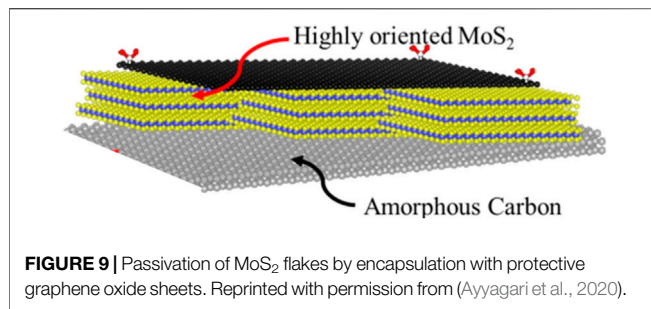 Highly oriented MoS₂
Amorphous Carbon
FIGURE 9 | Passivation of MoS₂ flakes by encapsulation with protective
graphene oxide sheets. Reprinted with permission from (Ayyagari et al., 2020).